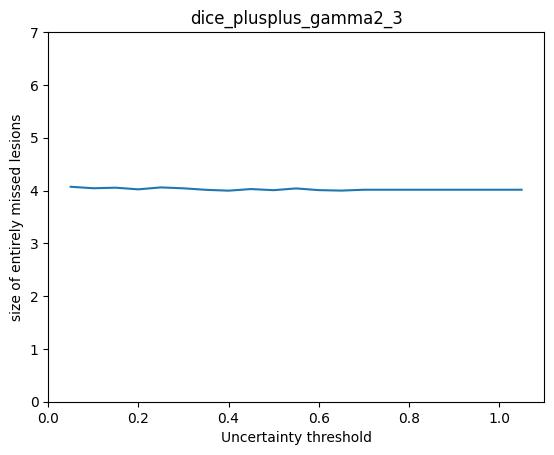 dice_plusplus_gamma2_3
7
6
5
4
3
2
1
0
size of entirely missed lesions
0.0 0.2 0.4 0.6 0.8 1.0
Uncertainty threshold